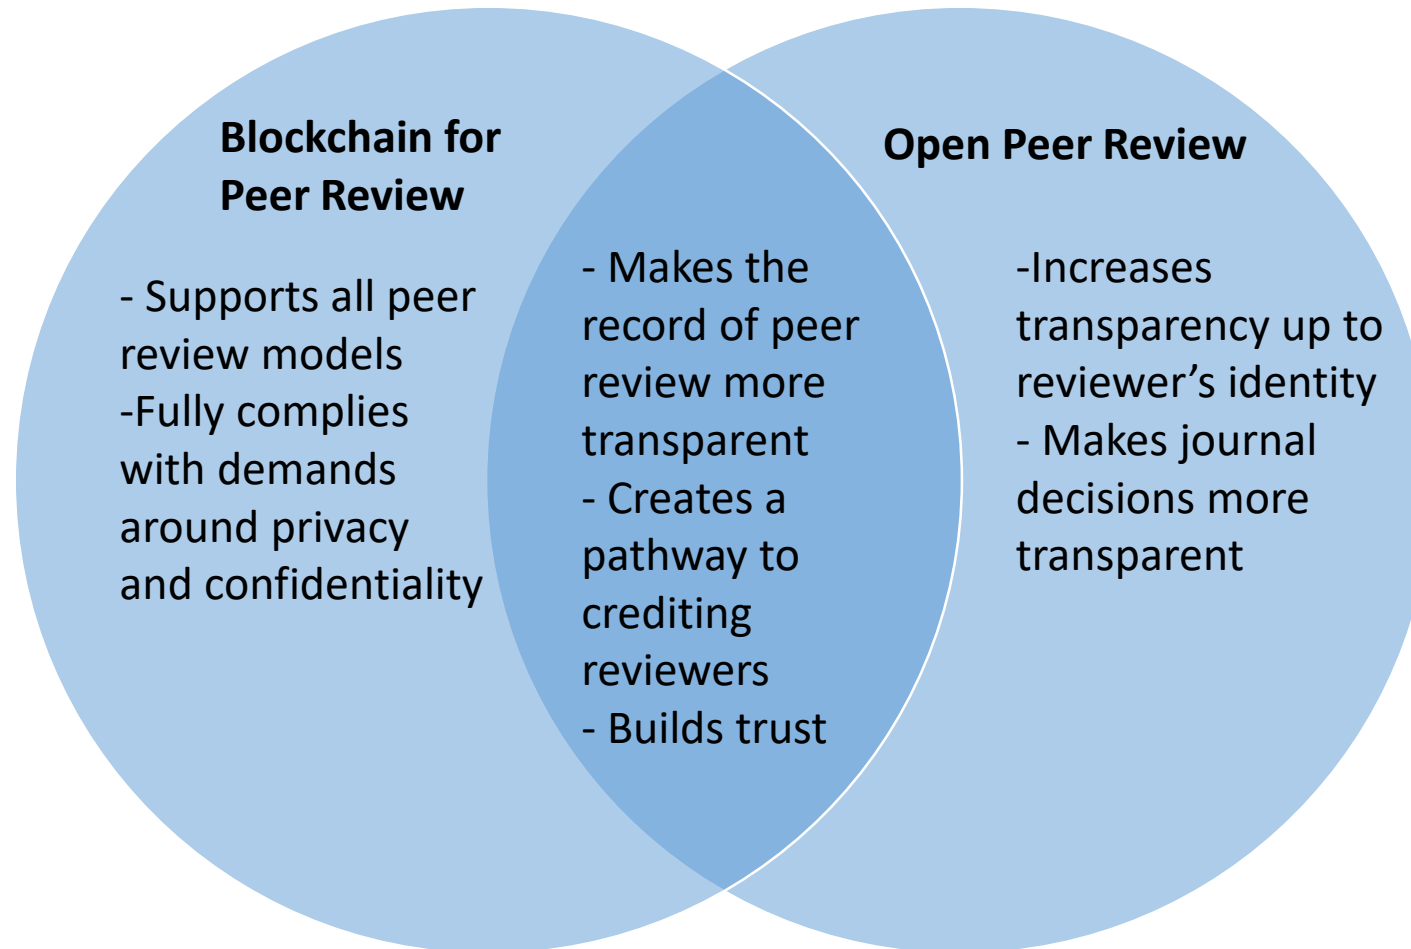 Blockchain for
Peer Review
- Supports all peer
review models
-Fully complies
with demands
around privacy
and confidentiality
- Makes the
record of peer
review more
transparent
- Creates a
pathway to
crediting
reviewers
- Builds trust
Open Peer Review
-Increases
transparency up to
reviewer’s identity
- Makes journal
decisions more
transparent